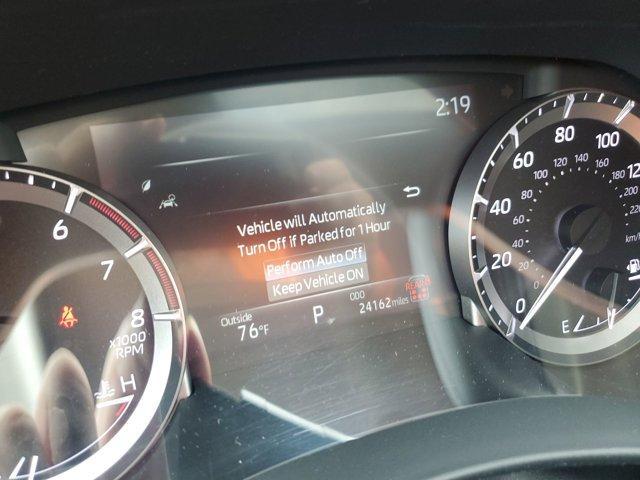 2:19
Vehicle will Automatically
Turn Off if Parked for 1 Hour
Perform Auto Off
Keep Vehicle ON
Outside
76°F
P
ODO
24162 miles
REAR
6
7
8
x1000
RPM
H
0
20
40
60
80
100
0
20
40
60
80
100
120
140
160
180
km/h
E